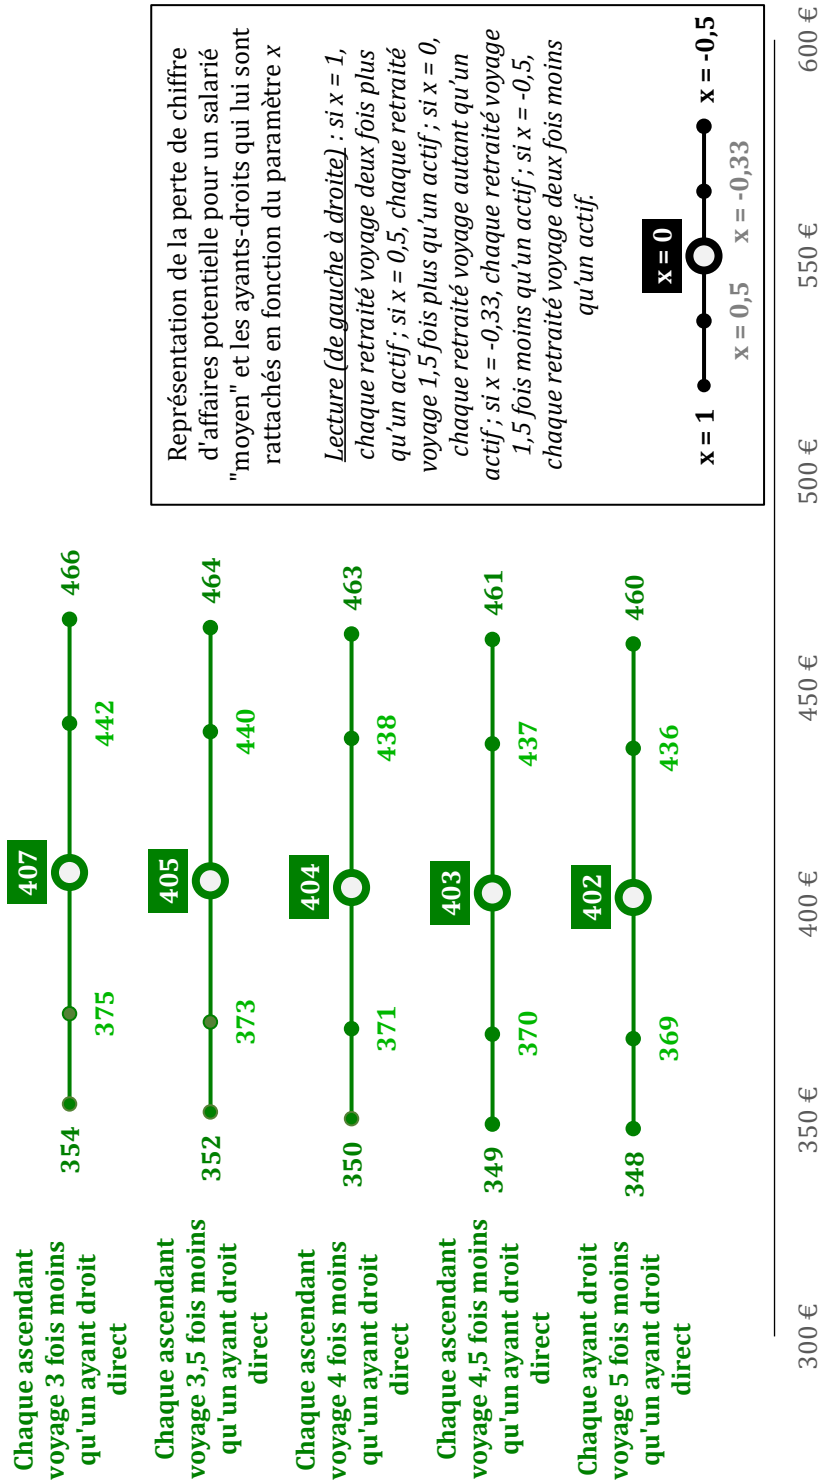 Chaque ascendant
voyage 3 fois moins
qu'un ayant droit
direct
354
375
407
442
466
Chaque ascendant
voyage 3,5 fois moins
qu'un ayant droit
direct
352
373
405
440
464
Chaque ascendant
voyage 4 fois moins
qu'un ayant droit
direct
350
371
404
438
463
Chaque ascendant
voyage 4,5 fois moins
qu'un ayant droit
direct
349
370
403
437
461
Chaque ayant droit
voyage 5 fois moins
qu'un ayant droit
direct
348
369
402
436
460
Représentation de la perte de chiffre
d'affaires potentielle pour un salarié
"moyen" et les ayants-droits qui lui sont
rattachés en fonction du paramètre x
Lecture (de gauche à droite) : si x = 1,
chaque retraité voyage deux fois plus
qu'un actif ; si x = 0,5, chaque retraité
voyage 1,5 fois plus qu'un actif ; si x = 0,
chaque retraité voyage autant qu'un
actif ; si x = -0,33, chaque retraité voyage
1,5 fois moins qu'un actif ; si x = -0,5,
chaque retraité voyage deux fois moins
qu'un actif.
x = 1
x = 0,5
x = 0
x = -0,33
x = -0,5
300 €
350 €
400 €
450 €
500 €
550 €
600 €